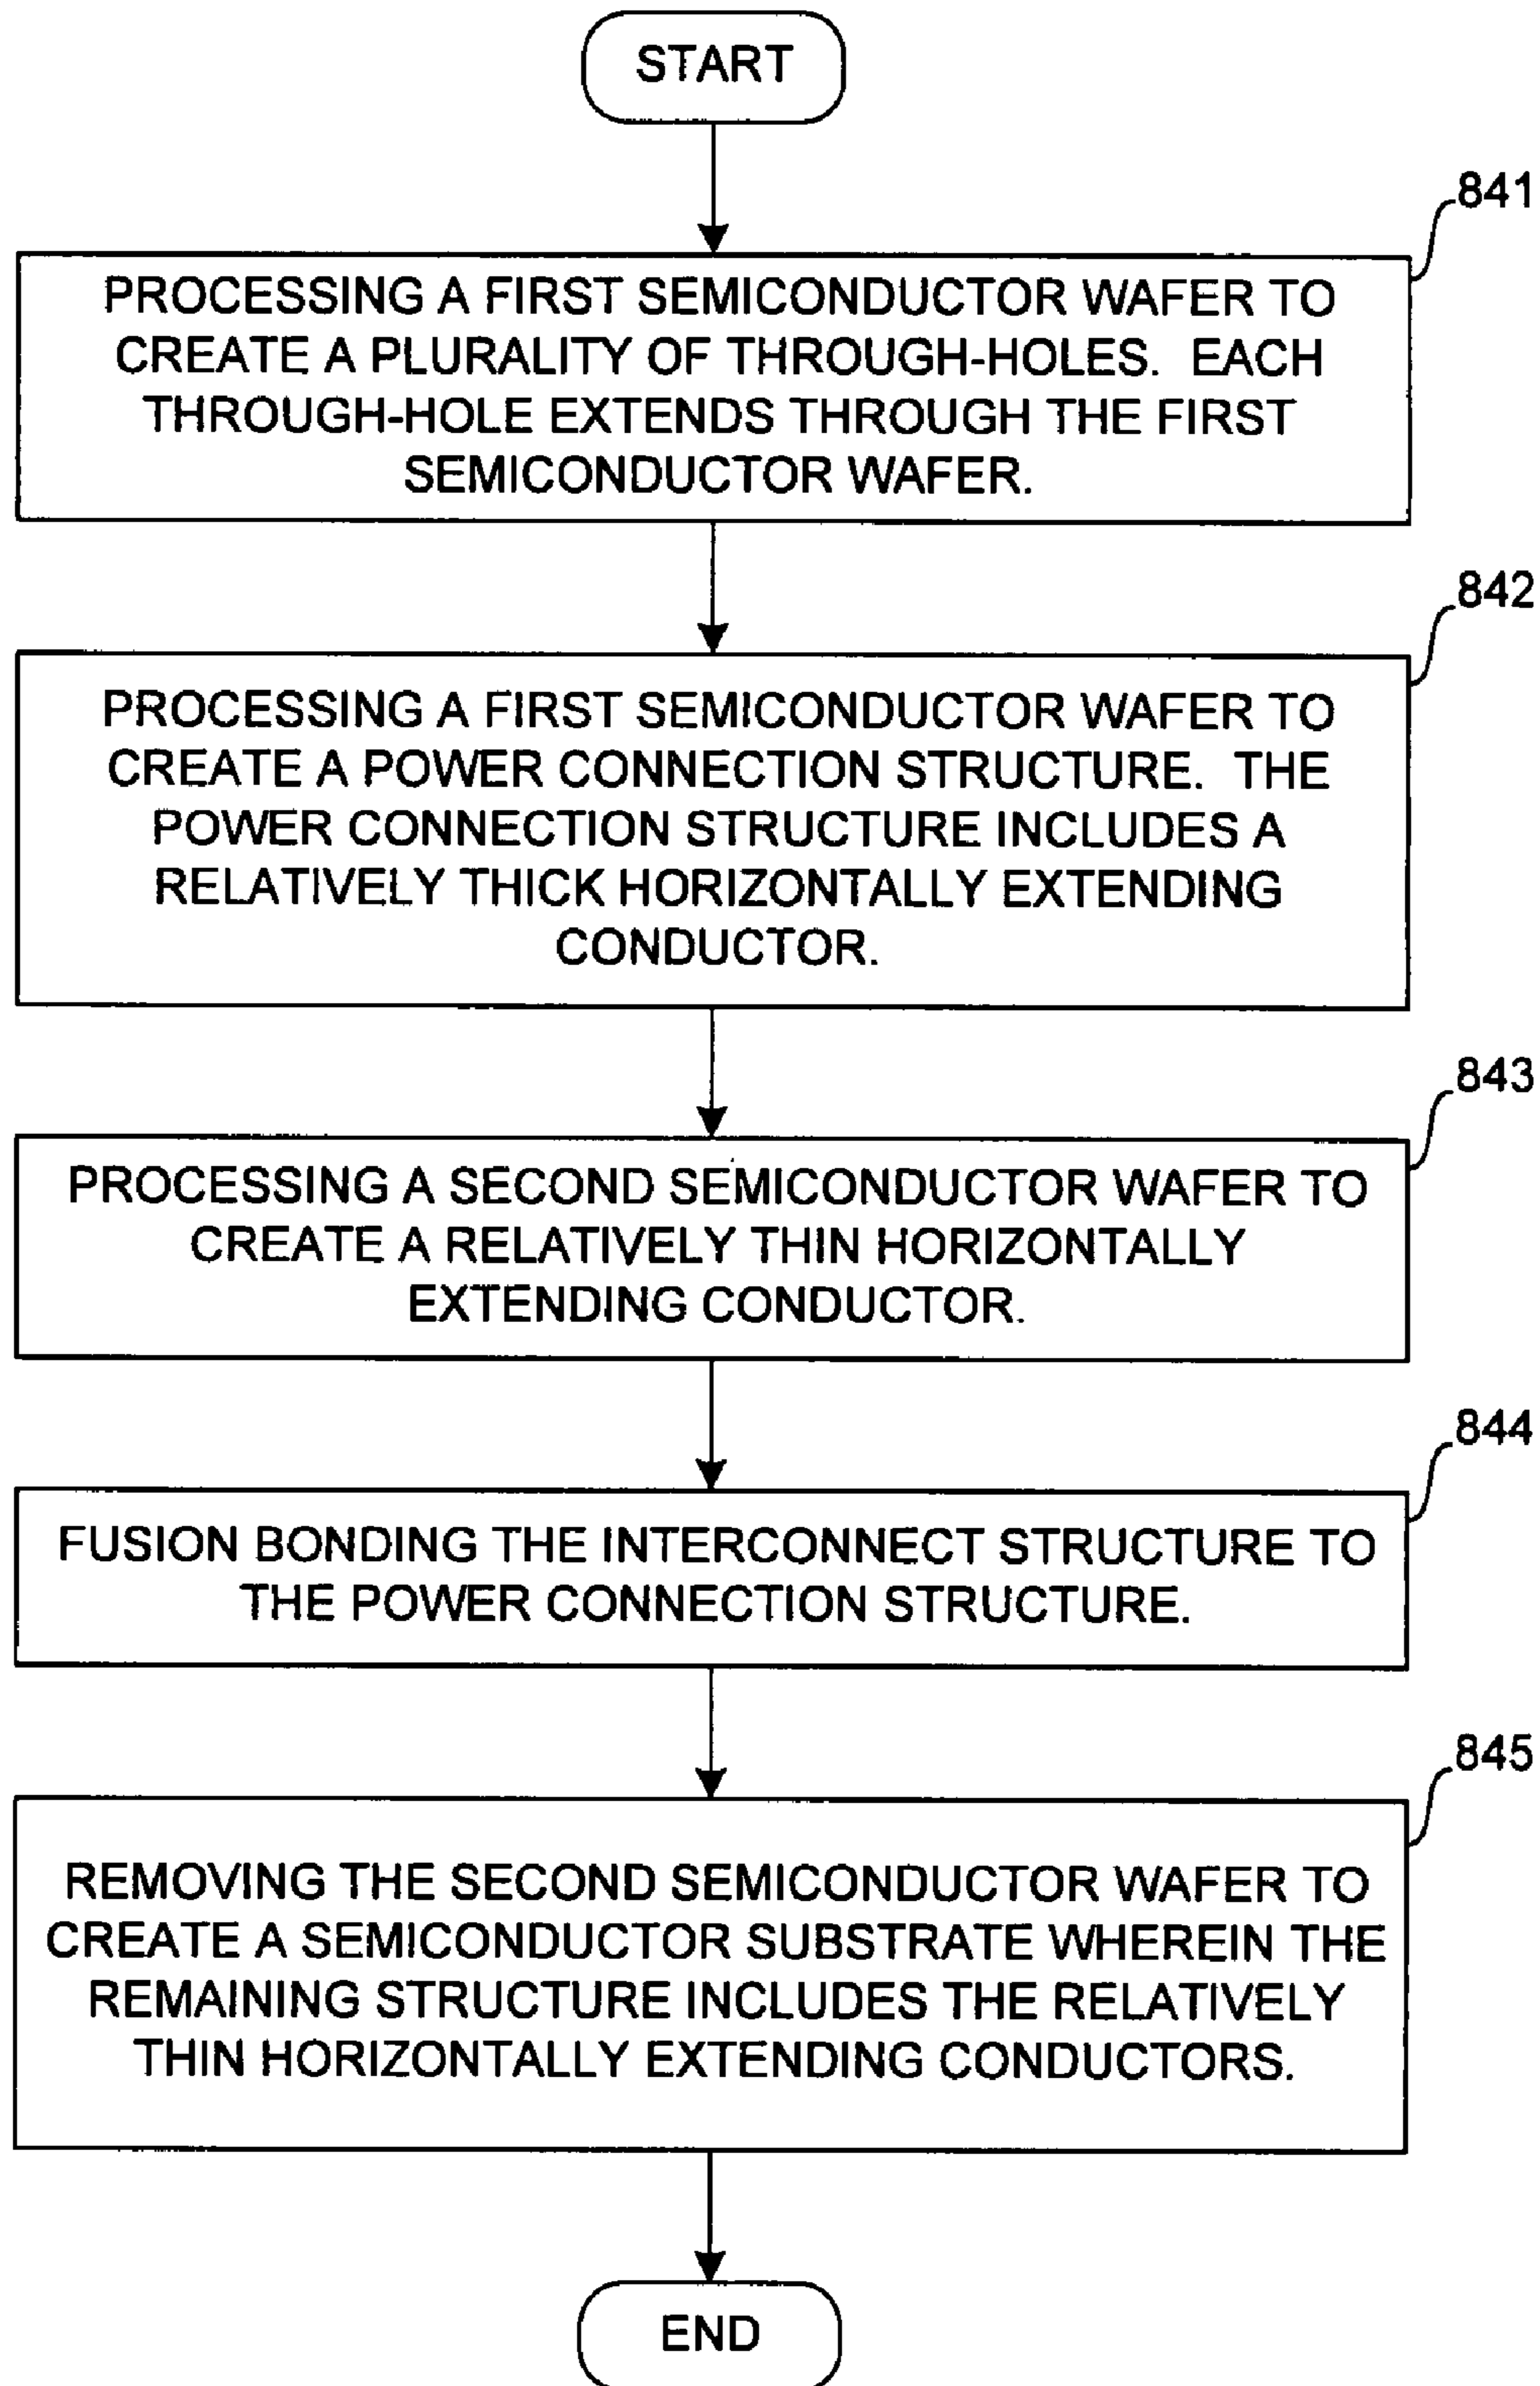 START
841
PROCESSING A FIRST SEMICONDUCTOR WAFER TO
CREATE A PLURALITY OF THROUGH-HOLES. EACH
THROUGH-HOLE EXTENDS THROUGH THE FIRST
SEMICONDUCTOR WAFER.
842
PROCESSING A FIRST SEMICONDUCTOR WAFER TO
CREATE A POWER CONNECTION STRUCTURE. THE
POWER CONNECTION STRUCTURE INCLUDES A
RELATIVELY THICK HORIZONTALLY EXTENDING
CONDUCTOR.
843
PROCESSING A SECOND SEMICONDUCTOR WAFER TO
CREATE A RELATIVELY THIN HORIZONTALLY
EXTENDING CONDUCTOR.
844
FUSION BONDING THE INTERCONNECT STRUCTURE TO
THE POWER CONNECTION STRUCTURE.
845
REMOVING THE SECOND SEMICONDUCTOR WAFER TO
CREATE A SEMICONDUCTOR SUBSTRATE WHEREIN THE
REMAINING STRUCTURE INCLUDES THE RELATIVELY
THIN HORIZONTALLY EXTENDING CONDUCTORS.
END